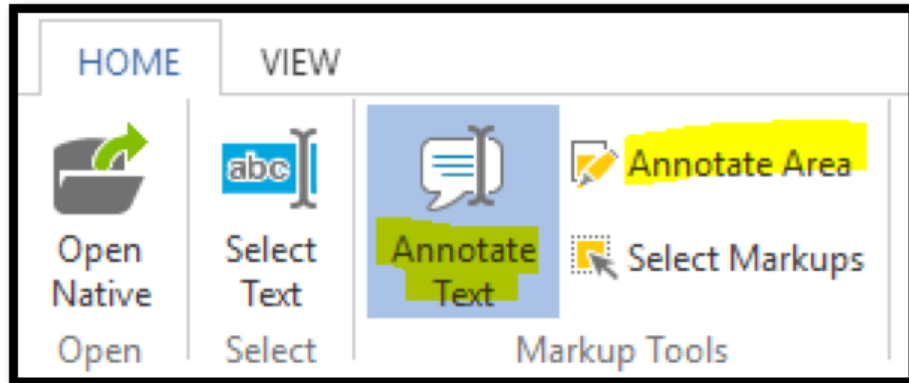 HOME VIEW
abc
Open
Native
Select
Text
Annotate
Text
Annotate Area
Select Markups
Open
Select
Markup Tools